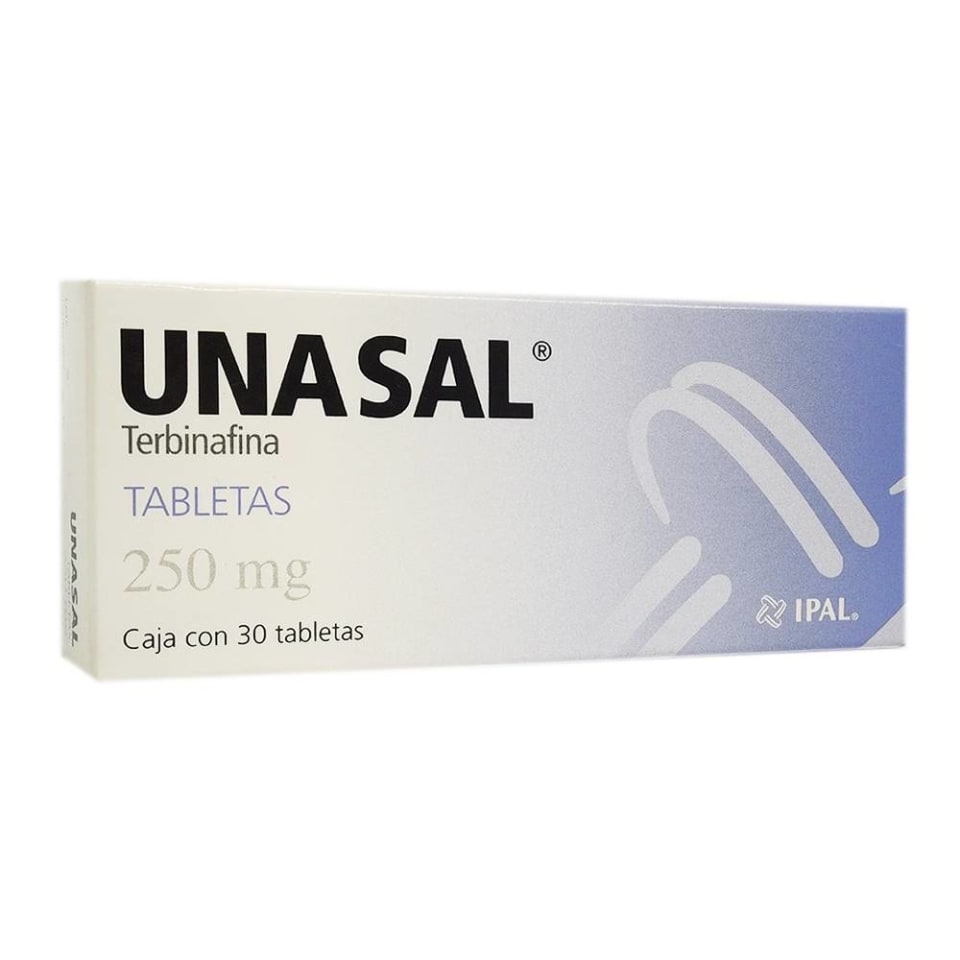 UNASAL®
Terbinafina
TABLETAS
250 mg
Caja con 30 tabletas
IPAL®
UNASAL